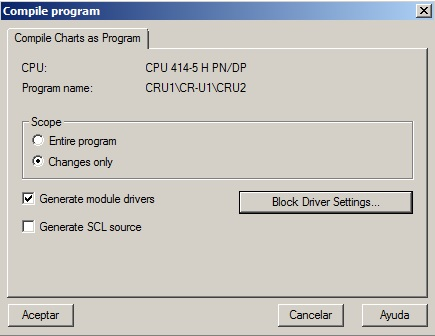 Compile program
Compile Charts as Program
CPU: CPU 414-5 H PN/DP
Program name: CRU1\CR-U1\CRU2
Scope
Entire program
Changes only
Generate module drivers
Block Driver Settings...
Generate SCL source
Aceptar
Cancelar
Ayuda